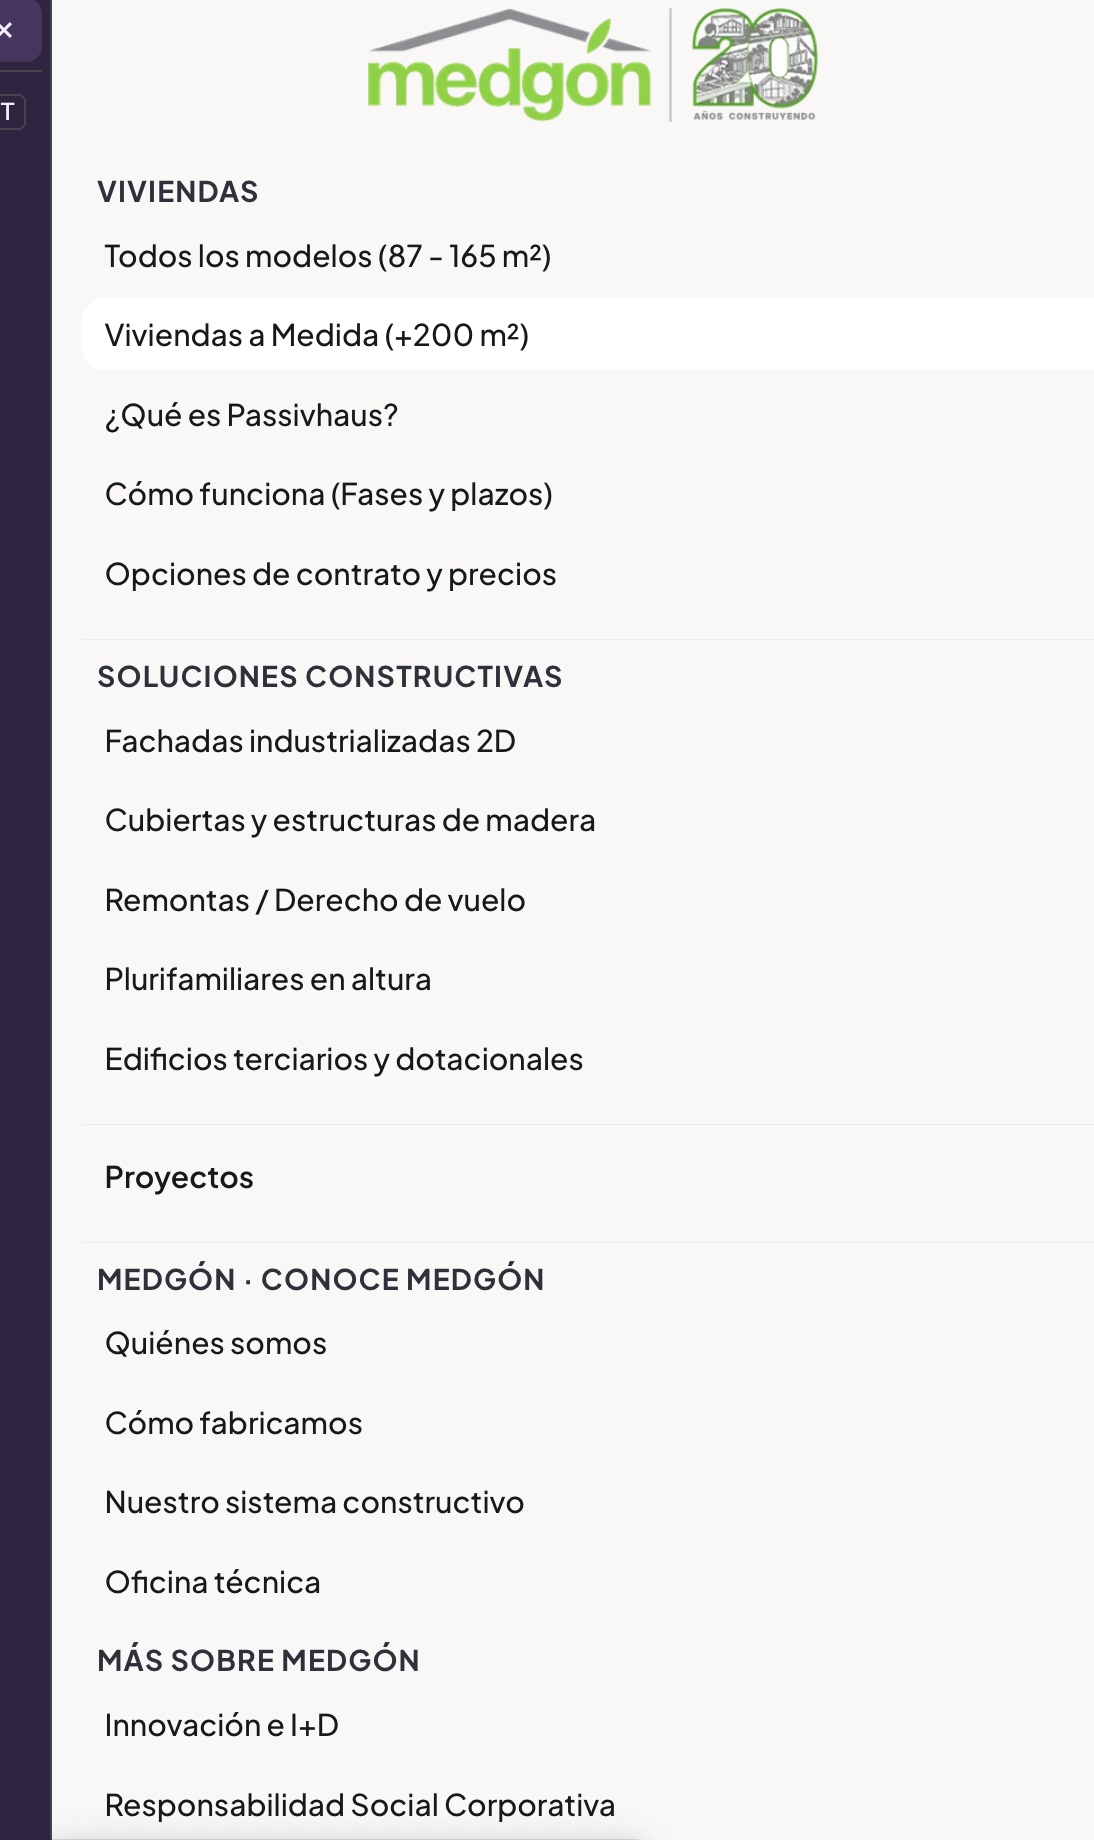 T
medgón
20
AÑOS CONSTRUYENDO
VIVIENDAS
Todos los modelos (87 - 165 m²)
Viviendas a Medida (+200 m²)
¿Qué es Passivhaus?
Cómo funciona (Fases y plazos)
Opciones de contrato y precios
SOLUCIONES CONSTRUCTIVAS
Fachadas industrializadas 2D
Cubiertas y estructuras de madera
Remontas / Derecho de vuelo
Plurifamiliares en altura
Edificios terciarios y dotacionales
Proyectos
MEDGÓN · CONOCE MEDGÓN
Quiénes somos
Cómo fabricamos
Nuestro sistema constructivo
Oficina técnica
MÁS SOBRE MEDGÓN
Innovación e I+D
Responsabilidad Social Corporativa